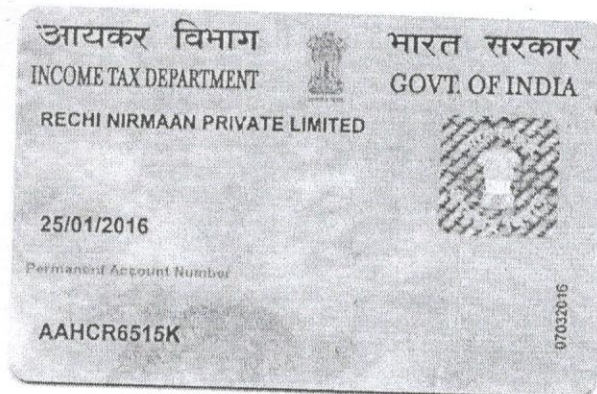 आयकर विभाग
INCOME TAX DEPARTMENT
भारत सरकार
GOVT. OF INDIA
RECHI NIRMAAN PRIVATE LIMITED
25/01/2016
Permanent Account Number
AAHCR6515K
07032016